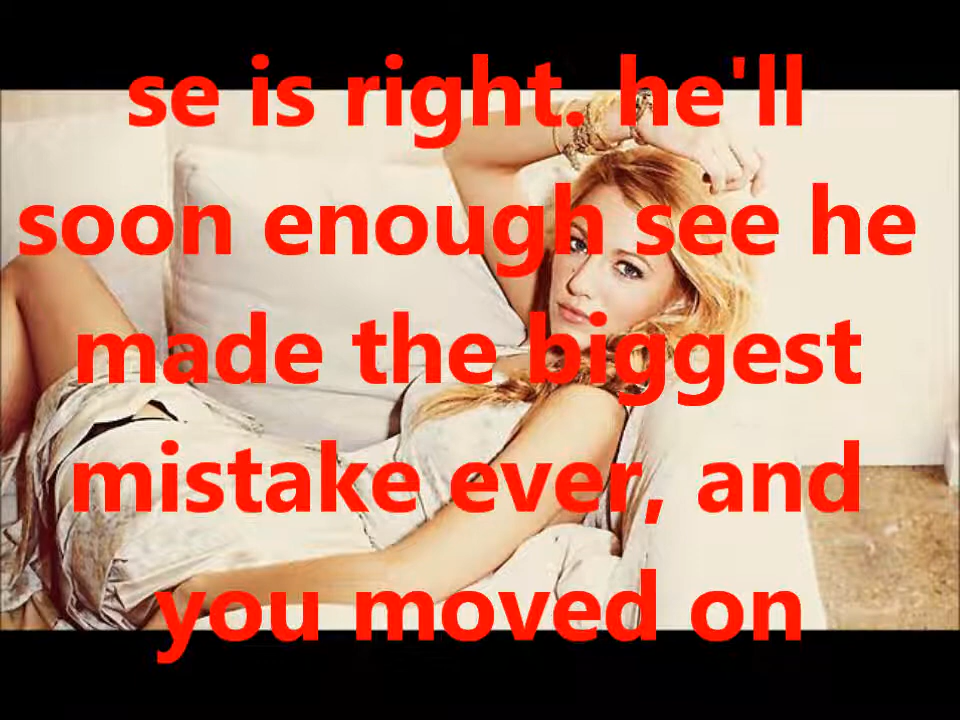 se is right. he'll
soon enough see he
made the biggest
mistake ever, and
you moved on